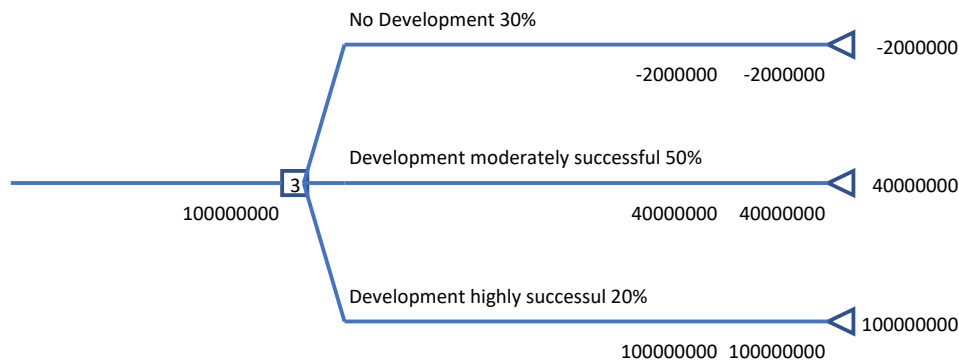 No Development 30%
-2000000
-2000000 -2000000
Development moderately successful 50%
3
40000000
100000000
40000000 40000000
Development highly successul 20%
100000000
100000000 100000000